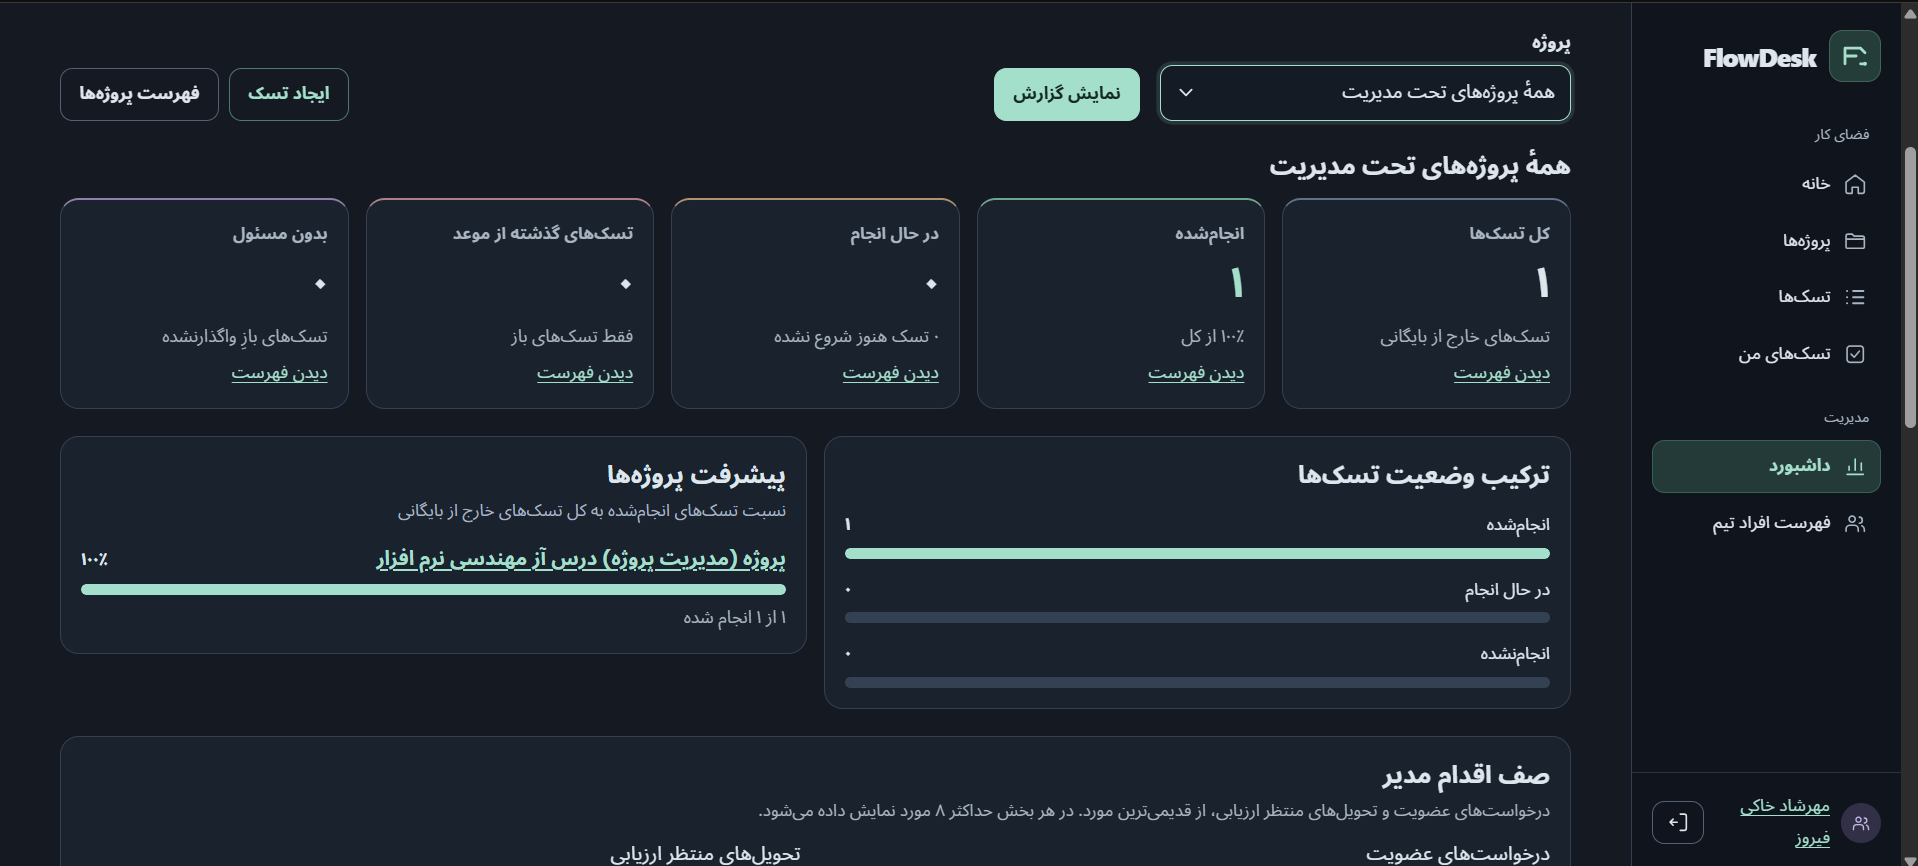 FlowDesk
فضای کار
خانه
پروژه‌ها
تسک‌ها
تسک‌های من
مدیریت
داشبورد
فهرست افراد تیم
مهرشاد خاکی
فیروز
پروژه
همهٔ پروژه‌های تحت مدیریت
نمایش گزارش
ایجاد تسک
فهرست پروژه‌ها
همهٔ پروژه‌های تحت مدیریت
کل تسک‌ها
۱
تسک‌های خارج از بایگانی
دیدن فهرست
انجام‌شده
۱
۱۰۰٪ از کل
دیدن فهرست
در حال انجام
۰
۰ تسک هنوز شروع نشده
دیدن فهرست
تسک‌های گذشته از موعد
۰
فقط تسک‌های باز
دیدن فهرست
بدون مسئول
۰
تسک‌های بازِ واگذارنشده
دیدن فهرست
ترکیب وضعیت تسک‌ها
انجام‌شده ۱
در حال انجام ۰
انجام‌نشده ۰
پیشرفت پروژه‌ها
نسبت تسک‌های انجام‌شده به کل تسک‌های خارج از بایگانی
پروژه (مدیریت پروژه) درس آز مهندسی نرم افزار ۱۰۰٪
۱ از ۱ انجام شده
صف اقدام مدیر
درخواست‌های عضویت و تحویل‌های منتظر ارزیابی، از قدیمی‌ترین مورد. در هر بخش حداکثر ۸ مورد نمایش داده می‌شود.
درخواست‌های عضویت
تحویل‌های منتظر ارزیابی